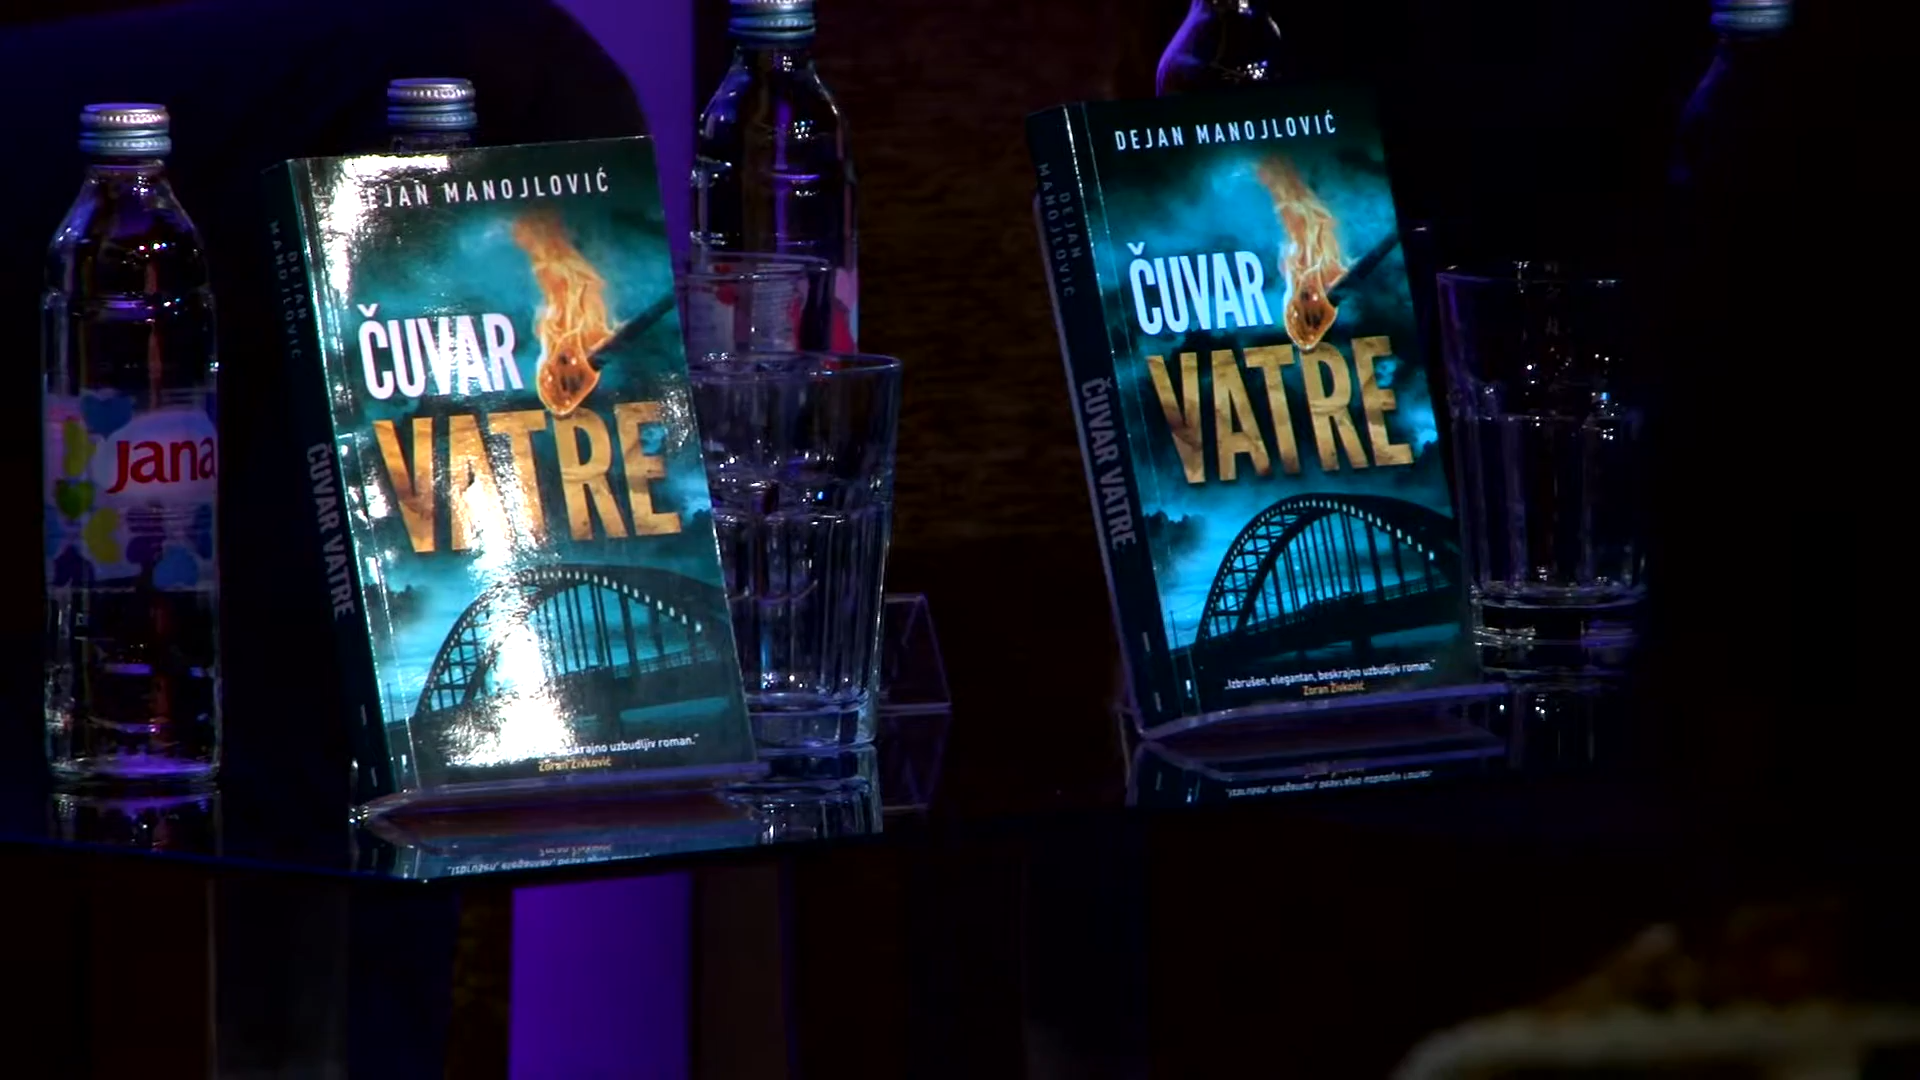 Jana
DEJAN
MANOJLOVIĆ
ČUVAR VATRE
JAN MANOJLOVIĆ
ČUVAR
VATRE
beskrajno uzbudljiv roman.“
Zoran Živković
DEJAN
MANOJLOVIĆ
ČUVAR VATRE
DEJAN MANOJLOVIĆ
ČUVAR
VATRE
„Izbrušen, elegantan, beskrajno uzbudljiv roman.“
Zoran Živković